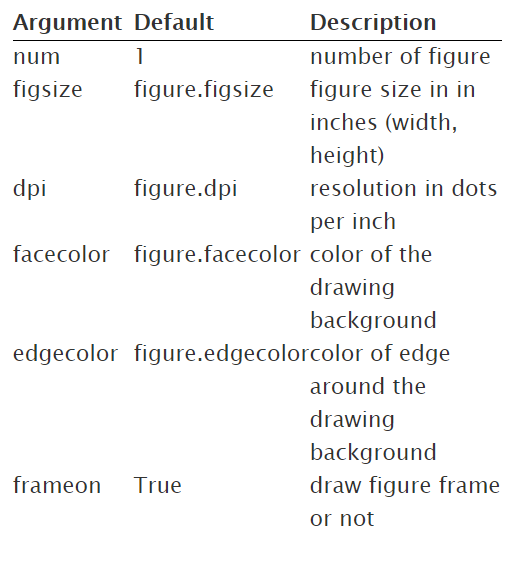 Argument Default Description
num 1 number of figure
figsize figure.figsize figure size in in
inches (width,
height)
dpi figure.dpi resolution in dots
per inch
facecolor figure.facecolor color of the
drawing
background
edgecolor figure.edgecolor color of edge
around the
drawing
background
frameon True draw figure frame
or not